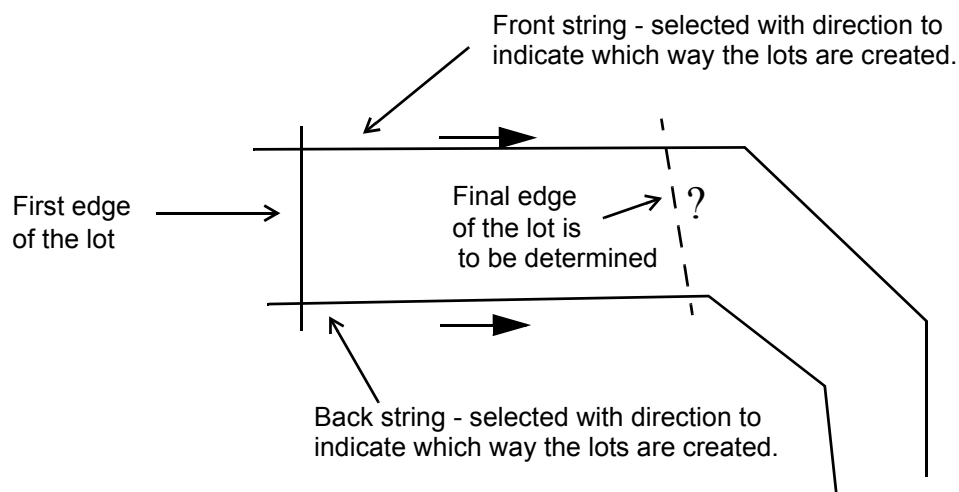 Front string - selected with direction to
indicate which way the lots are created.
First edge
of the lot
Final edge
of the lot is
to be determined
?
Back string - selected with direction to
indicate which way the lots are created.